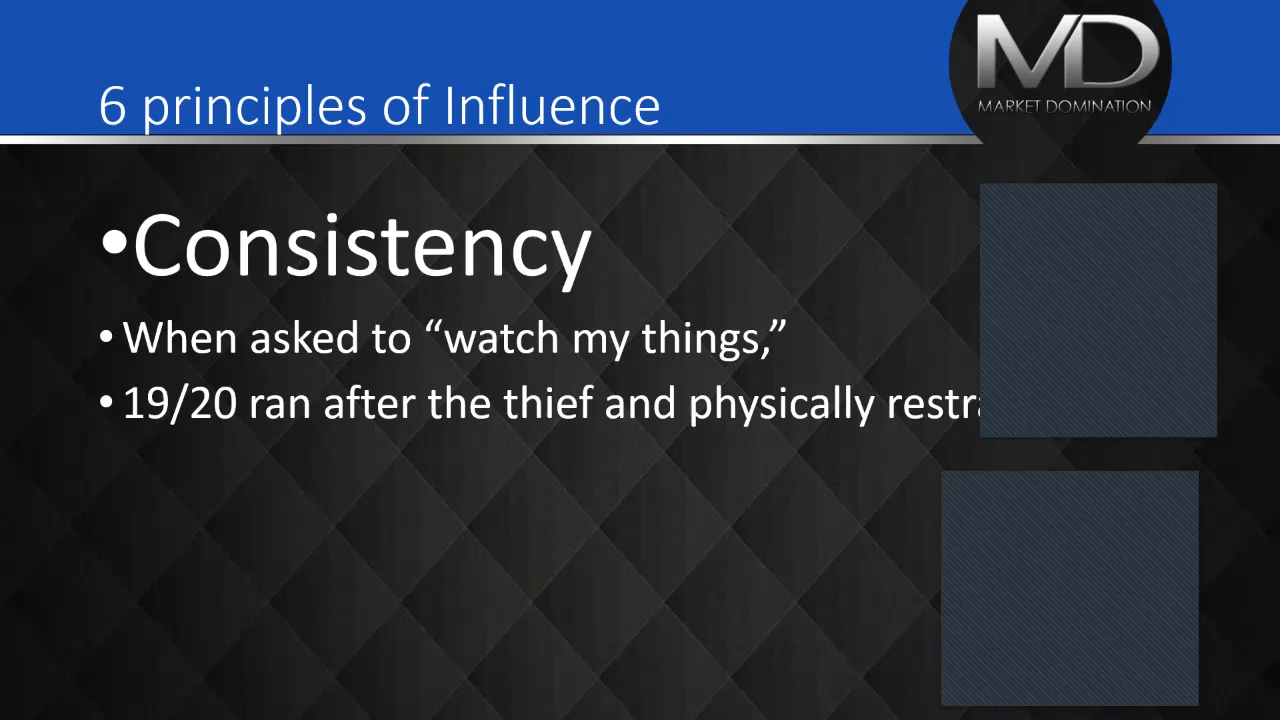 MD
MARKET DOMINATION
6 principles of Influence
•Consistency
• When asked to “watch my things,”
• 19/20 ran after the thief and physically